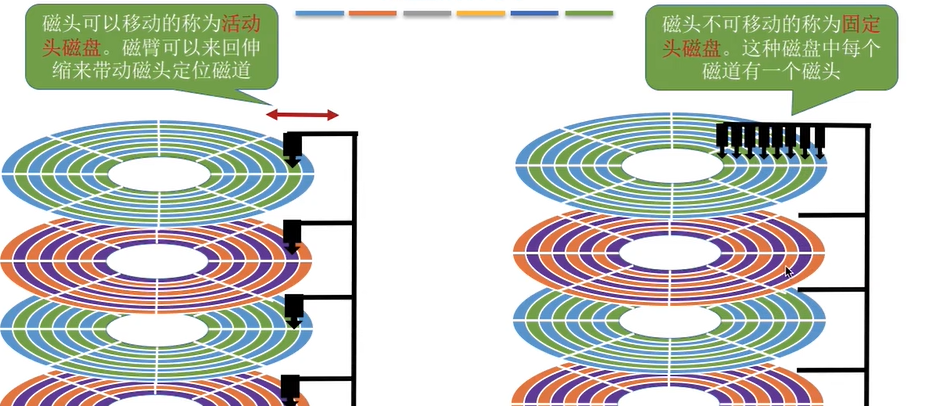 磁头可以移动的称为活动
头磁盘。磁臂可以来回伸
缩来带动磁头定位磁道
磁头不可移动的称为固定
头磁盘。这种磁盘中每个
磁道有一个磁头